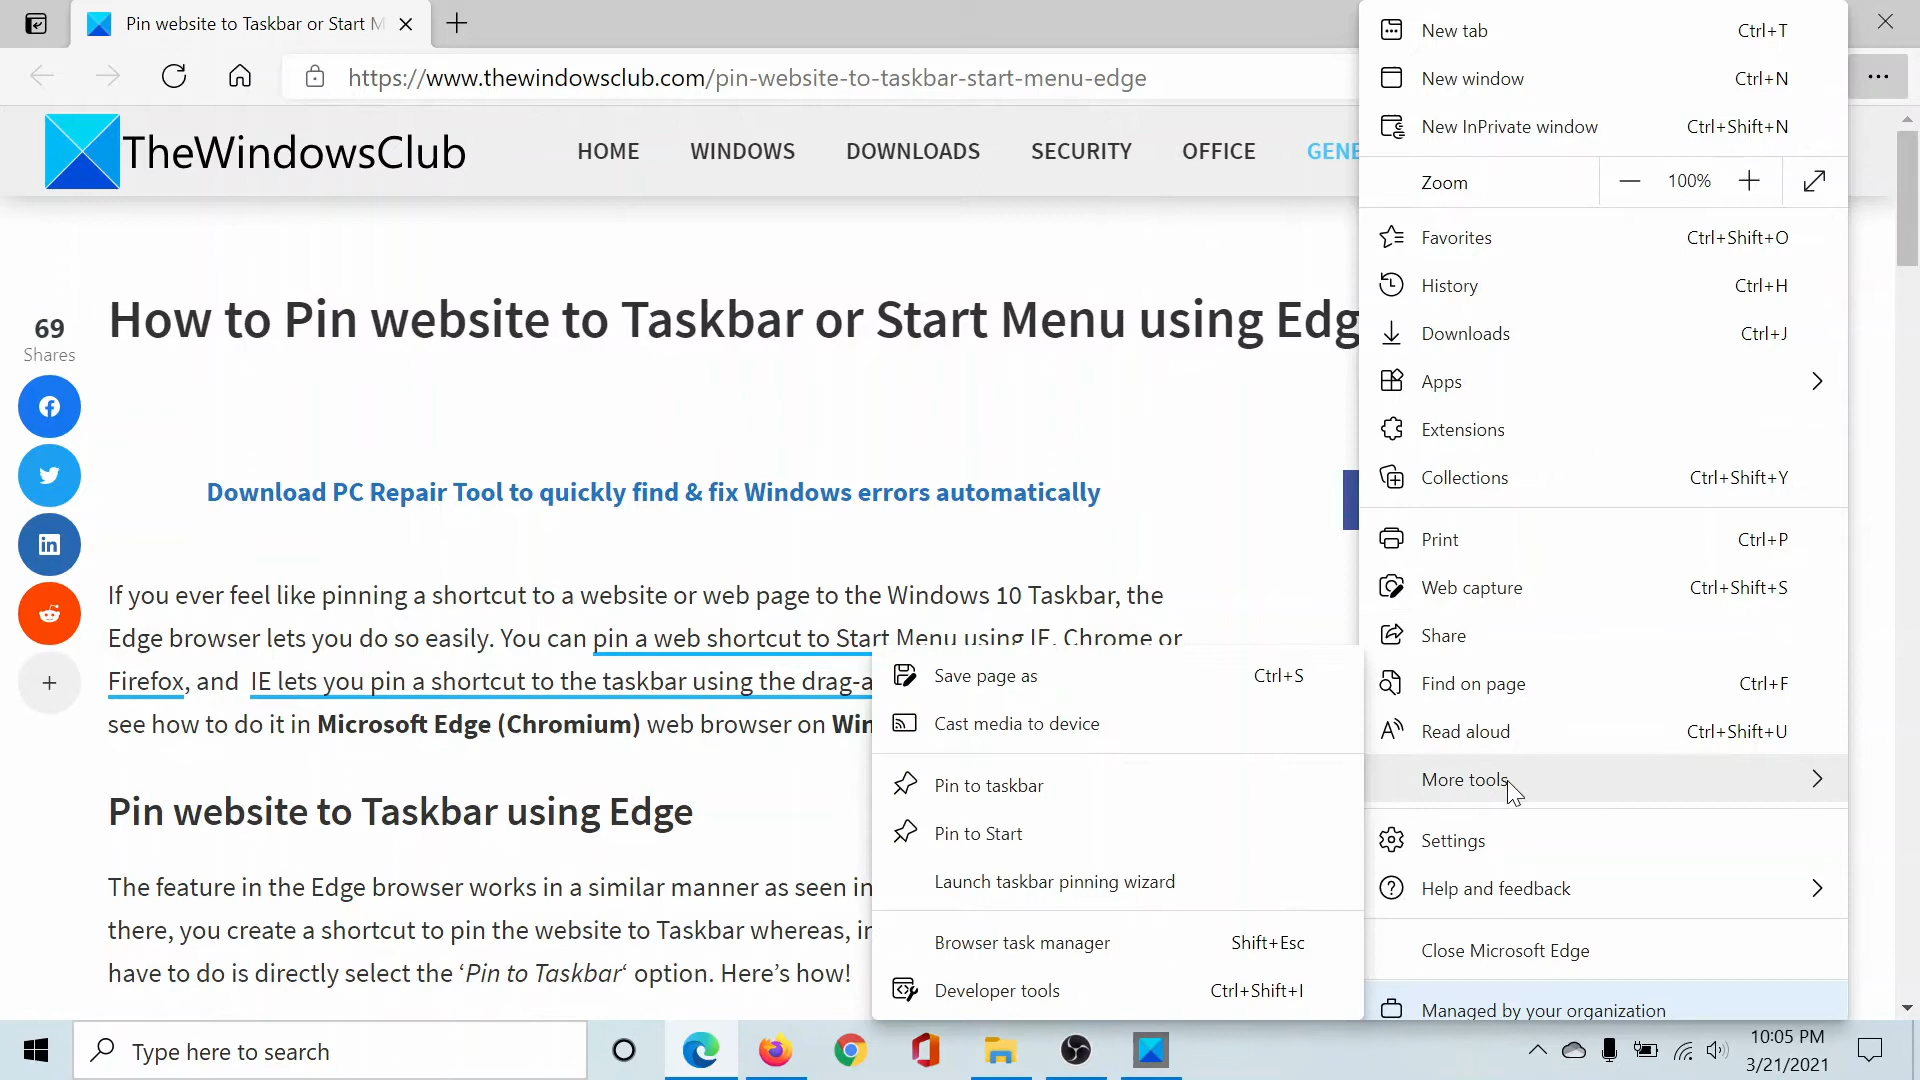 Pin website to Taskbar or Start M
https://www.thewindowsclub.com/pin-website-to-taskbar-start-menu-edge
TheWindowsClub
HOME WINDOWS DOWNLOADS SECURITY OFFICE GENE
How to Pin website to Taskbar or Start Menu using Edg
69
Shares
Download PC Repair Tool to quickly find & fix Windows errors automatically
If you ever feel like pinning a shortcut to a website or web page to the Windows 10 Taskbar, the
Edge browser lets you do so easily. You can pin a web shortcut to Start Menu using IE, Chrome or
Firefox, and IE lets you pin a shortcut to the taskbar using the drag-a
see how to do it in Microsoft Edge (Chromium) web browser on Win
Pin website to Taskbar using Edge
The feature in the Edge browser works in a similar manner as seen in
there, you create a shortcut to pin the website to Taskbar whereas, in
have to do is directly select the ‘Pin to Taskbar‘ option. Here’s how!
New tab Ctrl+T
New window Ctrl+N
New InPrivate window Ctrl+Shift+N
Zoom 100%
Favorites Ctrl+Shift+O
History Ctrl+H
Downloads Ctrl+J
Apps
Extensions
Collections Ctrl+Shift+Y
Print Ctrl+P
Web capture Ctrl+Shift+S
Share
Find on page Ctrl+F
Read aloud Ctrl+Shift+U
More tools
Settings
Help and feedback
Close Microsoft Edge
Managed by your organization
Save page as Ctrl+S
Cast media to device
Pin to taskbar
Pin to Start
Launch taskbar pinning wizard
Browser task manager Shift+Esc
Developer tools Ctrl+Shift+I
Type here to search
10:05 PM
3/21/2021